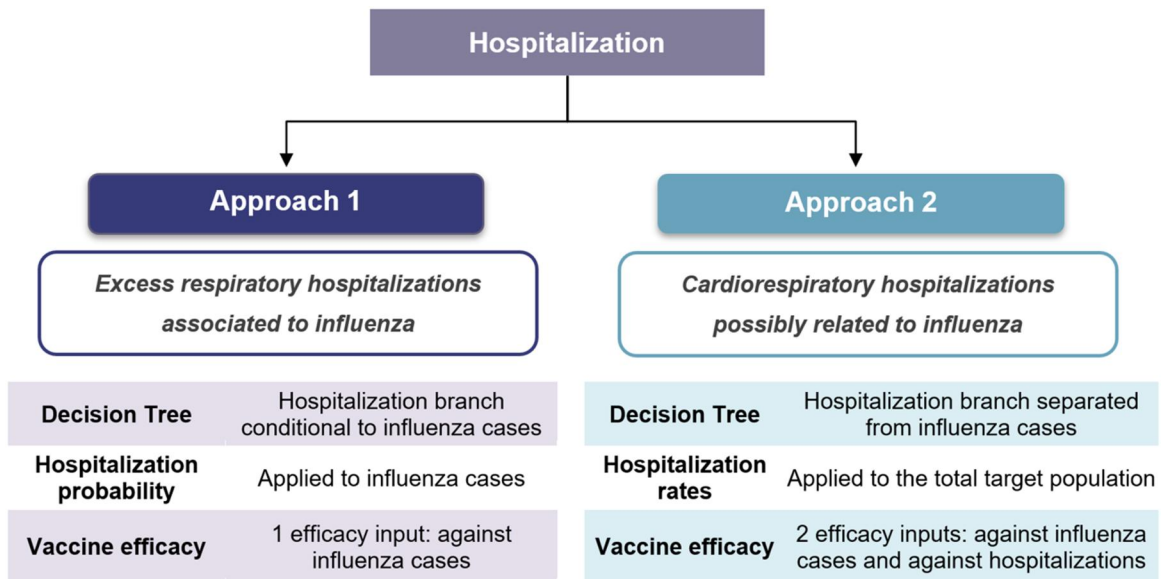 Hospitalization
Approach 1
Excess respiratory hospitalizations
associated to influenza
Decision Tree
Hospitalization branch
conditional to influenza cases
Hospitalization
probability
Applied to influenza cases
Vaccine efficacy
1 efficacy input: against
influenza cases
Approach 2
Cardiorespiratory hospitalizations
possibly related to influenza
Decision Tree
Hospitalization branch separated
from influenza cases
Hospitalization
rates
Applied to the total target population
Vaccine efficacy
2 efficacy inputs: against influenza
cases and against hospitalizations